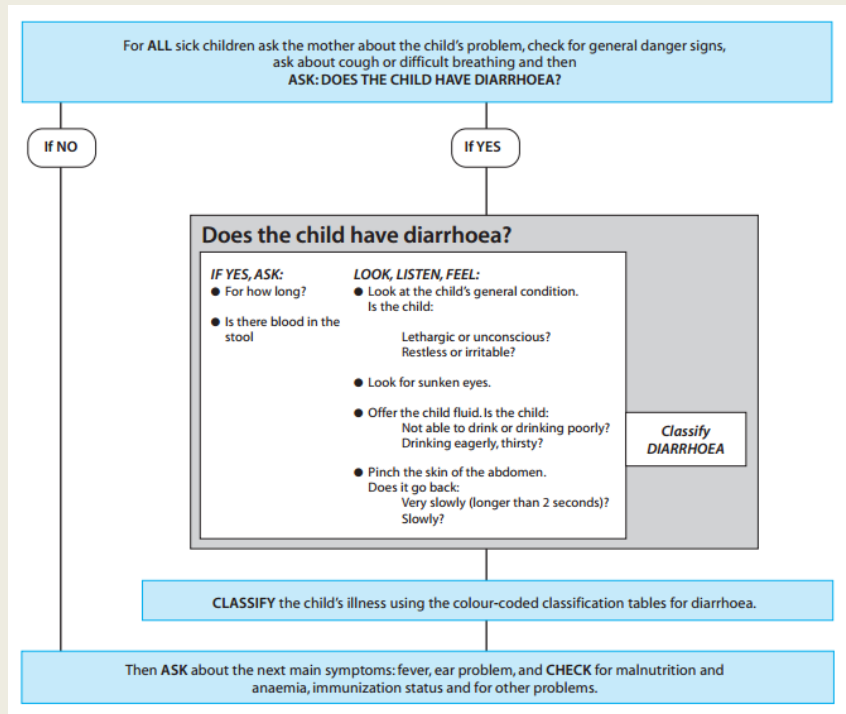 For ALL sick children ask the mother about the child's problem, check for general danger signs,
ask about cough or difficult breathing and then
ASK: DOES THE CHILD HAVE DIARRHOEA?
If NO
If YES
Does the child have diarrhoea?
IF YES, ASK:
● For how long?
● Is there blood in the
stool
LOOK, LISTEN, FEEL:
● Look at the child's general condition.
Is the child:
Lethargic or unconscious?
Restless or irritable?
● Look for sunken eyes.
● Offer the child fluid. Is the child:
Not able to drink or drinking poorly?
Drinking eagerly, thirsty?
● Pinch the skin of the abdomen.
Does it go back:
Very slowly (longer than 2 seconds)?
Slowly?
Classify
DIARRHOEA
CLASSIFY the child's illness using the colour-coded classification tables for diarrhoea.
Then ASK about the next main symptoms: fever, ear problem, and CHECK for malnutrition and
anaemia, immunization status and for other problems.